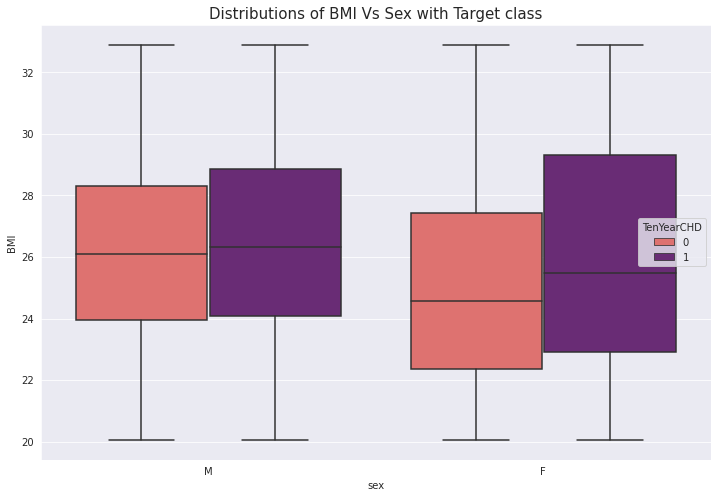 Distributions of BMI Vs Sex with Target class
32
30
28
26
24
22
20
BMI
TenYearCHD
0
1
M
F
sex